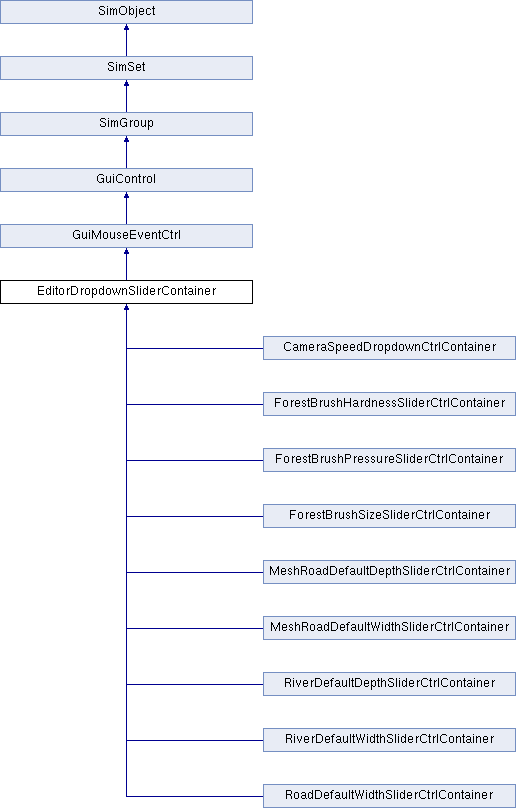 SimObject
SimSet
SimGroup
GuiControl
GuiMouseEventCtrl
EditorDropdownSliderContainer
CameraSpeedDropdownCtrlContainer
ForestBrushHardnessSliderCtrlContainer
ForestBrushPressureSliderCtrlContainer
ForestBrushSizeSliderCtrlContainer
MeshRoadDefaultDepthSliderCtrlContainer
MeshRoadDefaultWidthSliderCtrlContainer
RiverDefaultDepthSliderCtrlContainer
RiverDefaultWidthSliderCtrlContainer
RoadDefaultWidthSliderCtrlContainer